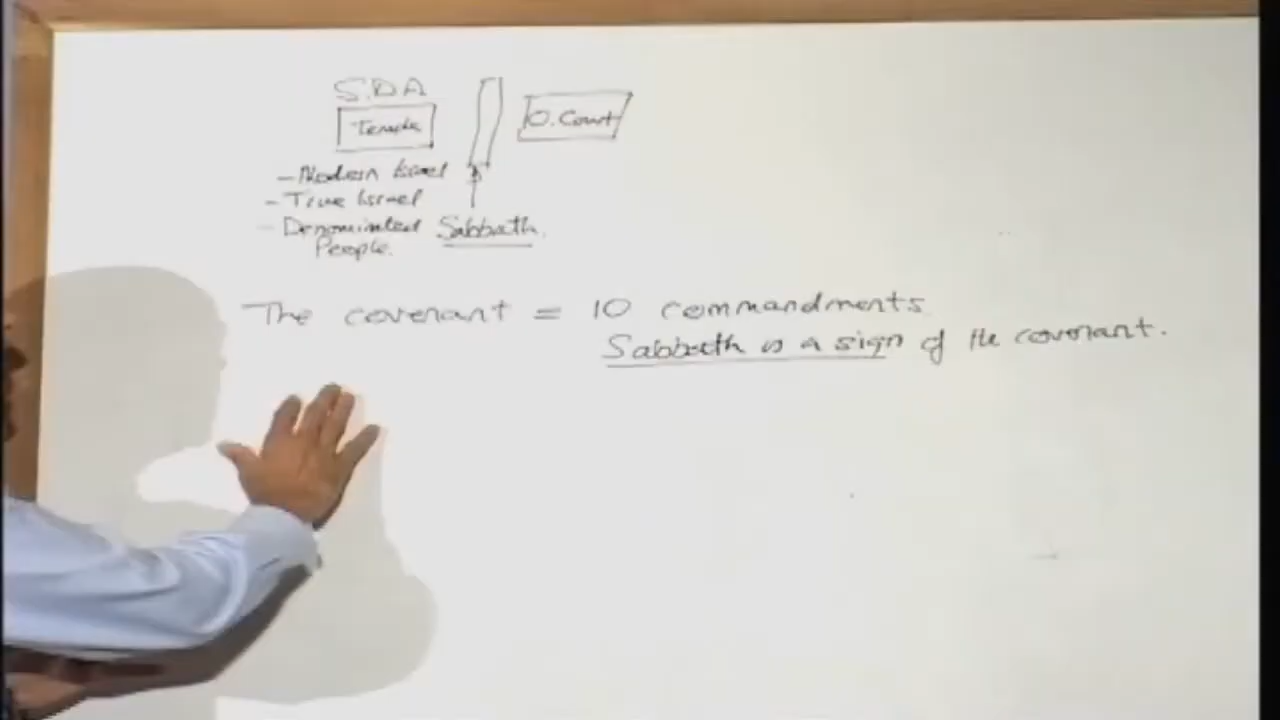 S.D.A
Temple
O. Court
- Modern Israel
- True Israel
- Denominated
People.
Sabbath.
The covenant = 10 commandments
Sabbath is a sign of the covenant.